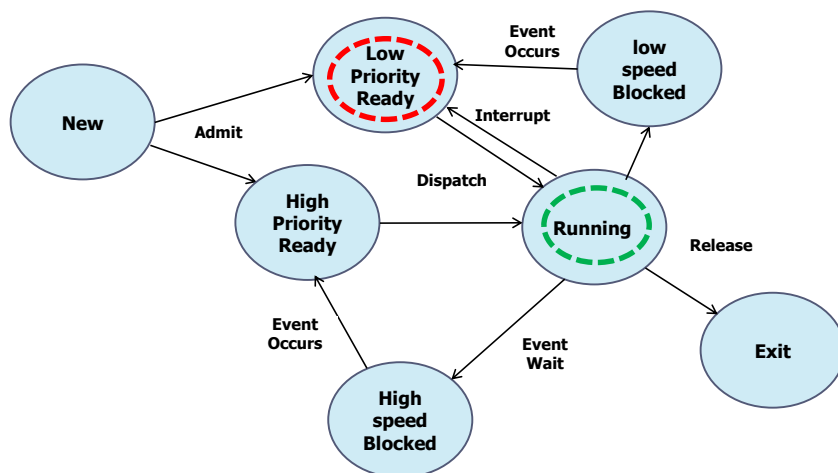 Low
Priority
Ready
Event
Occurs
low
speed
Blocked
New
Admit
Interrupt
Dispatch
High
Priority
Ready
Running
Release
Event
Occurs
Event
Wait
Exit
High
speed
Blocked